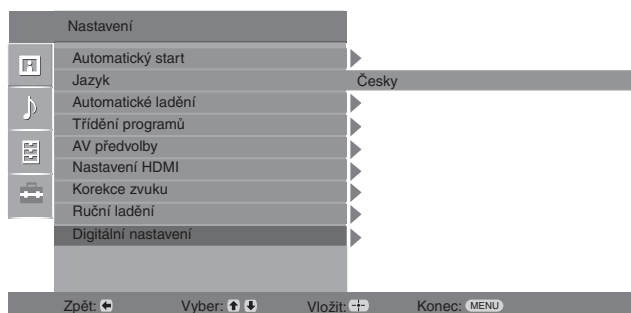 Nastavení
Automatický start
Jazyk
Česky
Automatické ladění
Třídění programů
AV předvolby
Nastavení HDMI
Korekce zvuku
Ruční ladění
Digitální nastavení
Zpět: Vyber: Vložit: Konec: MENU